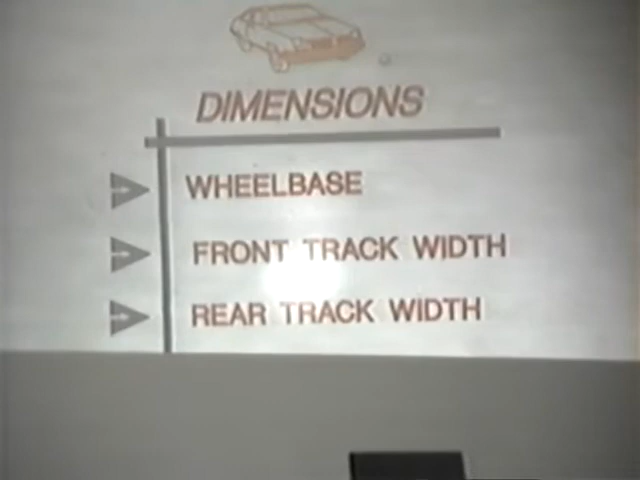 DIMENSIONS
WHEELBASE
FRONT TRACK WIDTH
REAR TRACK WIDTH